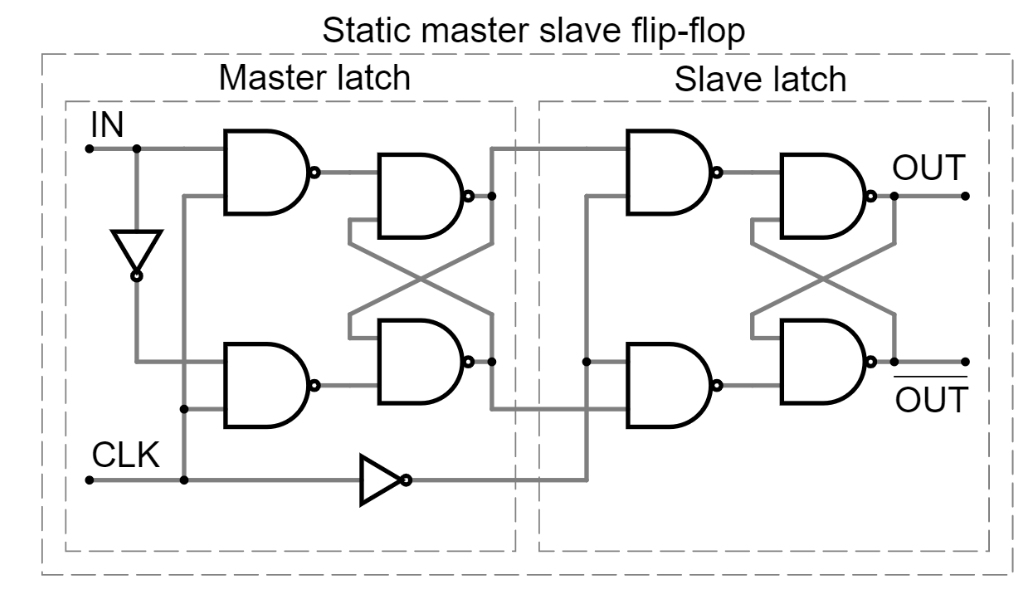 Static master slave flip-flop
Master latch
Slave latch
IN
OUT
CLK
OUT